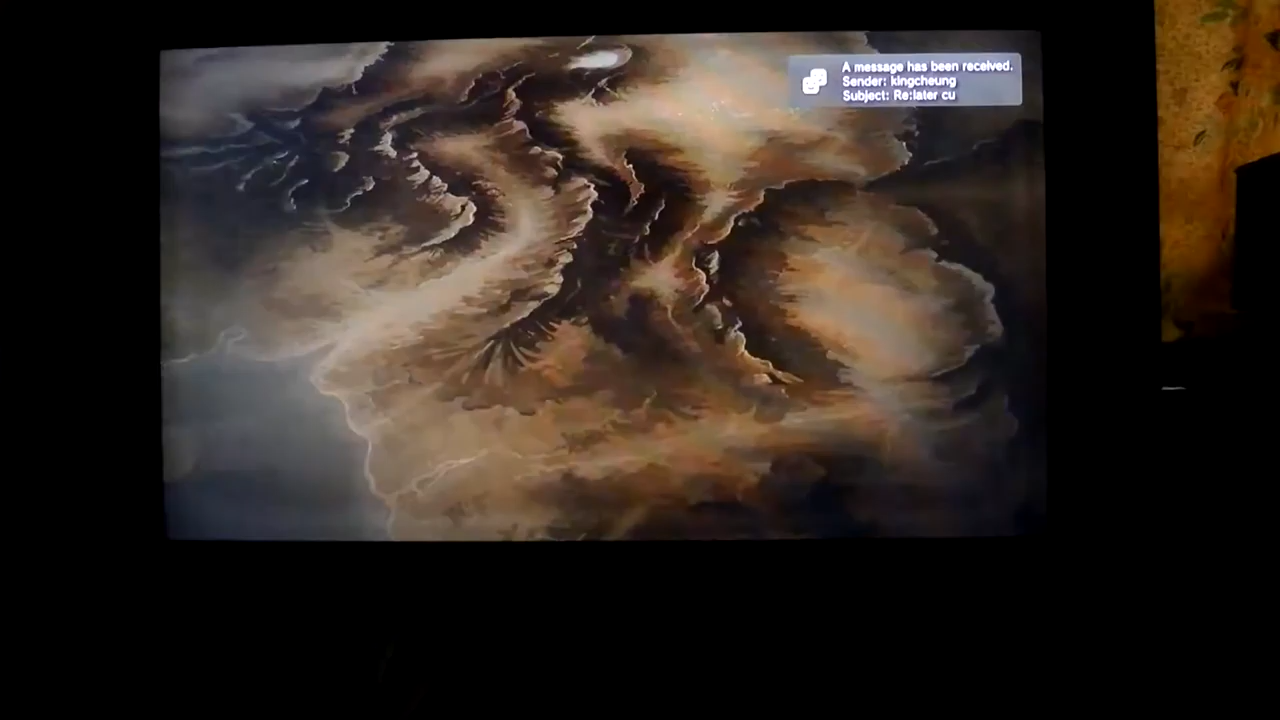 A message has been received.
Sender: kingcheung
Subject: Re:later cu